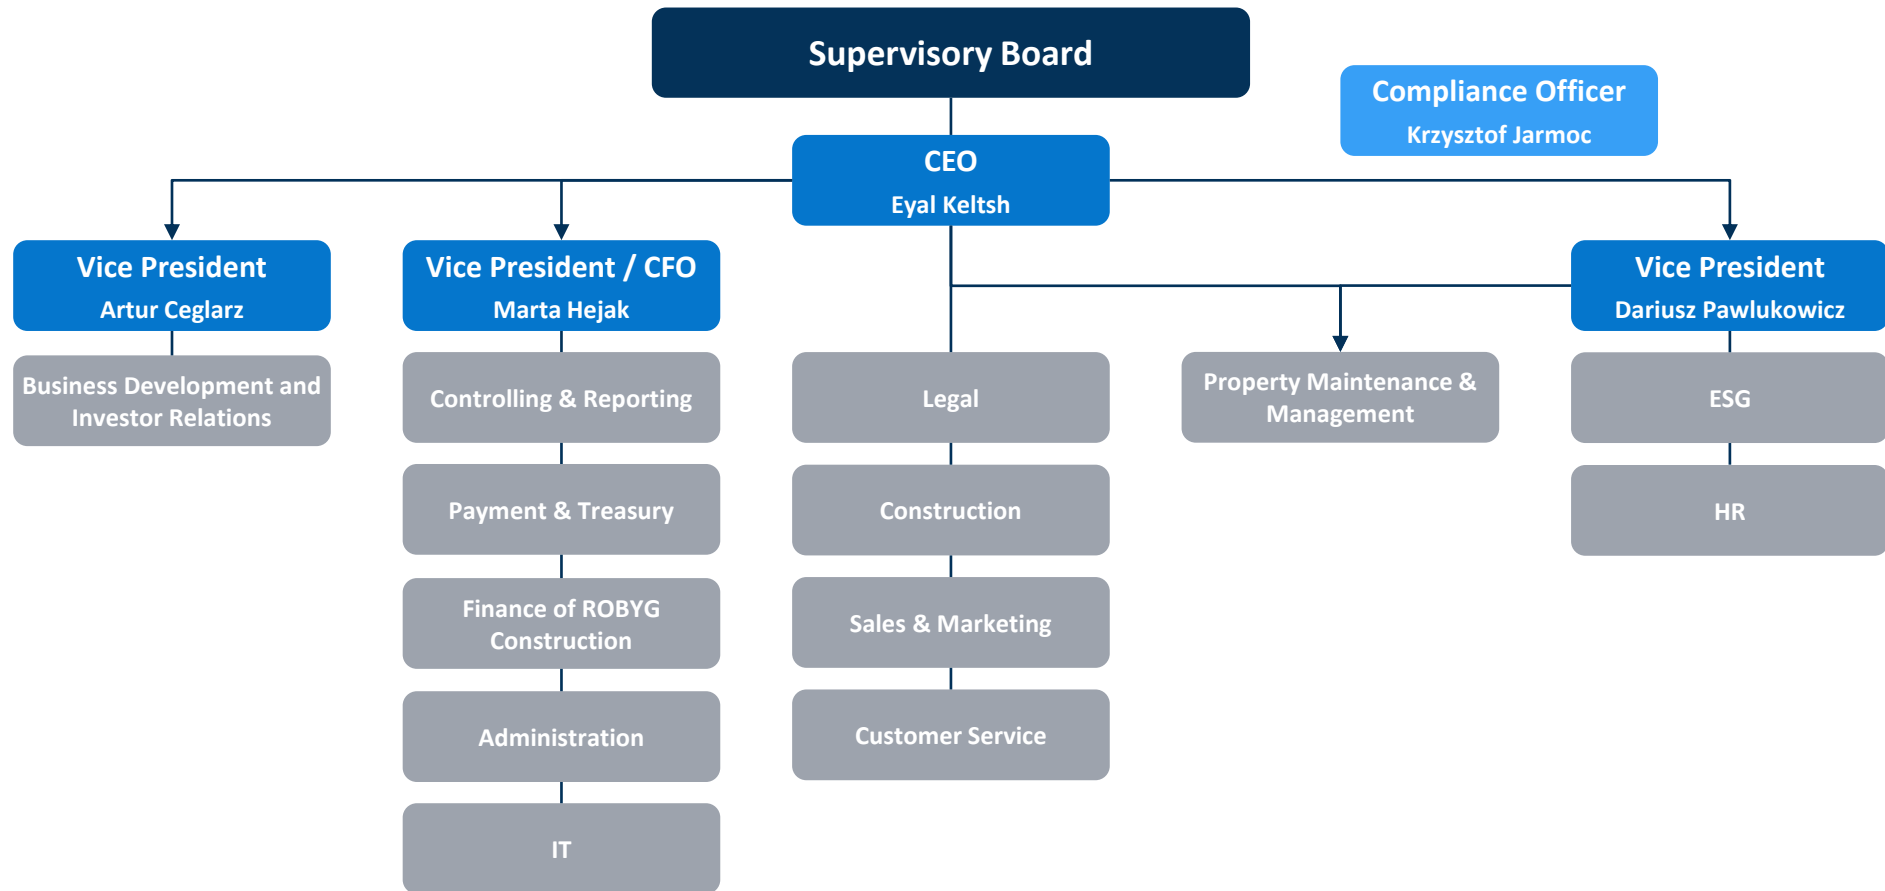 Supervisory Board
Compliance Officer
Krzysztof Jarmoc
CEO
Eyal Keltsh
Vice President
Artur Ceglarz
Vice President / CFO
Marta Hejak
Vice President
Dariusz Pawlukowicz
Business Development and
Investor Relations
Controlling & Reporting
Payment & Treasury
Finance of ROBYG
Construction
Administration
IT
Legal
Construction
Sales & Marketing
Customer Service
Property Maintenance &
Management
ESG
HR